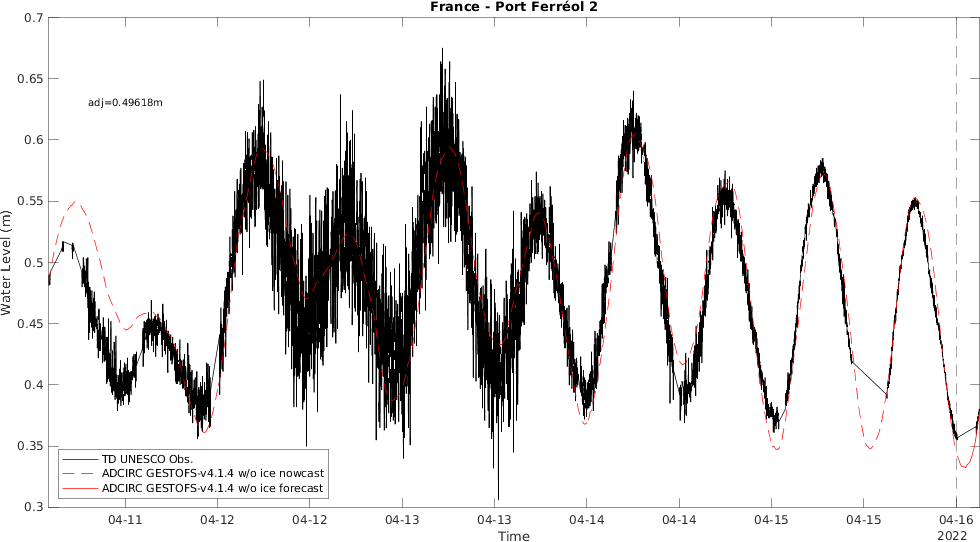 France - Port Ferréol 2
0.7
0.65
0.6
0.55
0.5
0.45
0.4
0.35
0.3
Water Level (m)
adj=0.49618m
TD UNESCO Obs.
ADCIRC GESTOFS-v4.1.4 w/o ice nowcast
ADCIRC GESTOFS-v4.1.4 w/o ice forecast
04-11 04-12 04-12 04-13 04-13 04-14 04-14 04-15 04-15 04-16
2022
Time